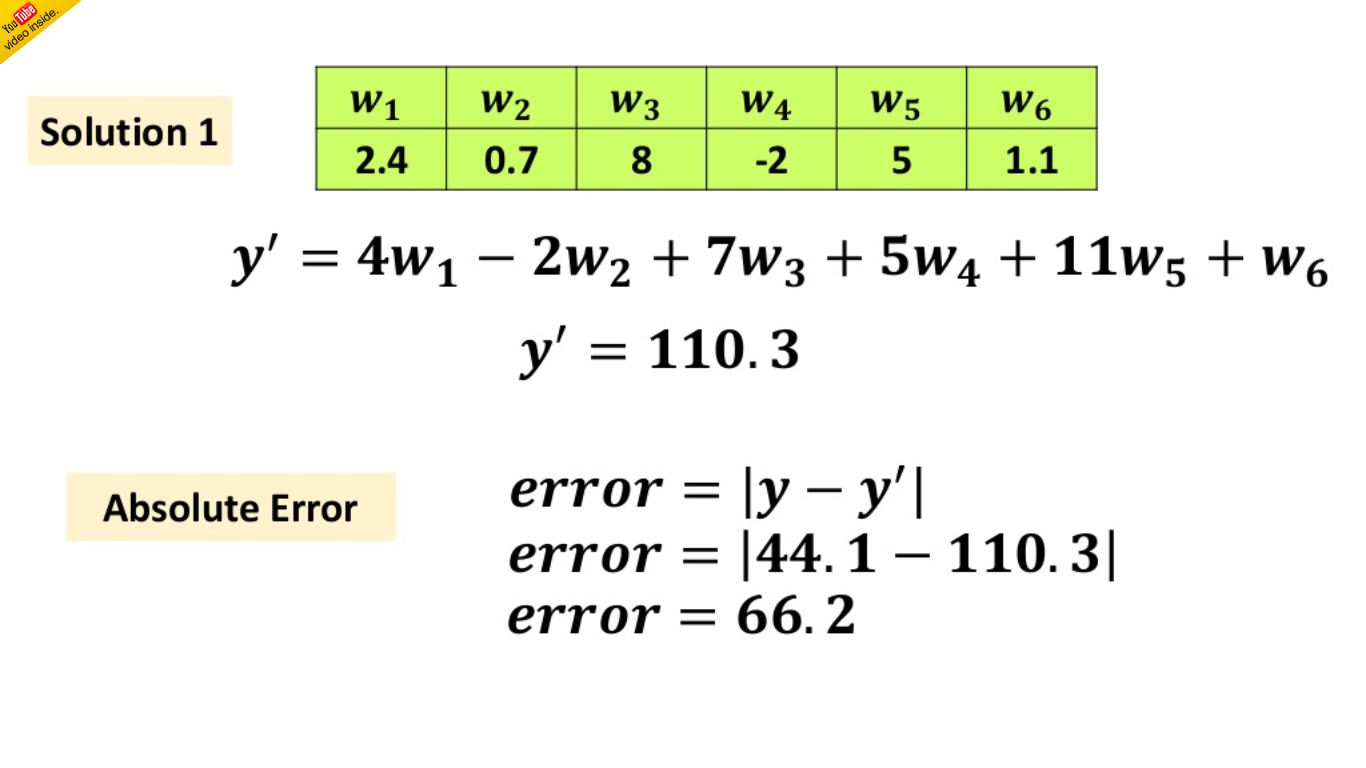 YouTube
video inside.
Solution 1
w₁ w₂ w₃ w₄ w₅ w₆
2.4 0.7 8 -2 5 1.1
y′ = 4w₁ − 2w₂ + 7w₃ + 5w₄ + 11w₅ + w₆
y′ = 110.3
Absolute Error
error = |y − y′|
error = |44.1 − 110.3|
error = 66.2